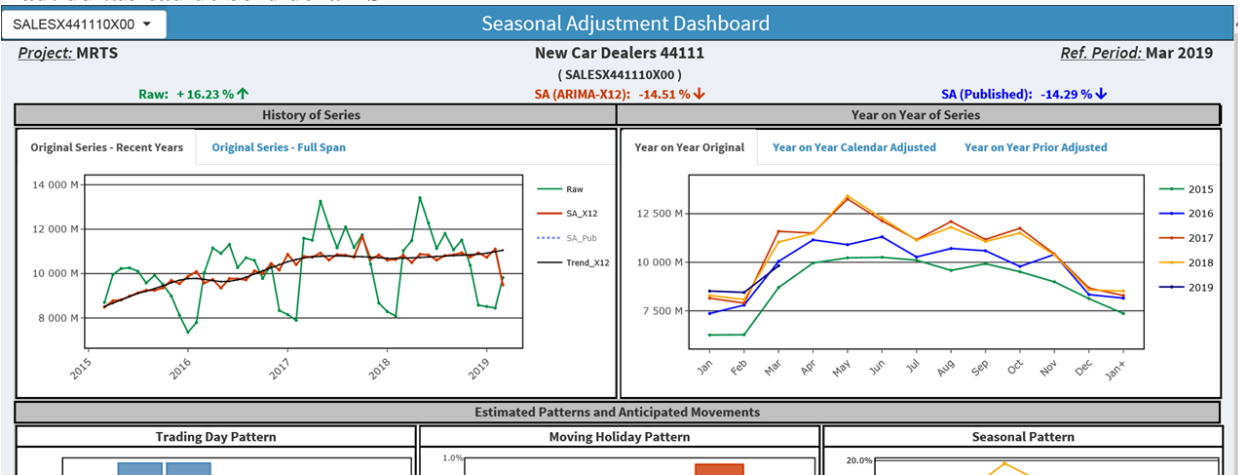 SALESX441110X00
Seasonal Adjustment Dashboard
Project: MRTS
New Car Dealers 44111
Ref. Period: Mar 2019
( SALESX441110X00 )
Raw: + 16.23 %
SA (ARIMA-X12): -14.51 %
SA (Published): -14.29 %
History of Series
Year on Year of Series
Original Series - Recent Years
Original Series - Full Span
Year on Year Original
Year on Year Calendar Adjusted
Year on Year Prior Adjusted
14 000 M
12 000 M
10 000 M
8 000 M
2015
2016
2017
2018
2019
Raw
SA_X12
SA_Pub
Trend_X12
12 500 M
10 000 M
7 500 M
Jan
Feb
Mar
Apr
May
Jun
Jul
Aug
Sep
Oct
Nov
Dec
Jan+
2015
2016
2017
2018
2019
Estimated Patterns and Anticipated Movements
Trading Day Pattern
Moving Holiday Pattern
Seasonal Pattern
1.0%
20.0%